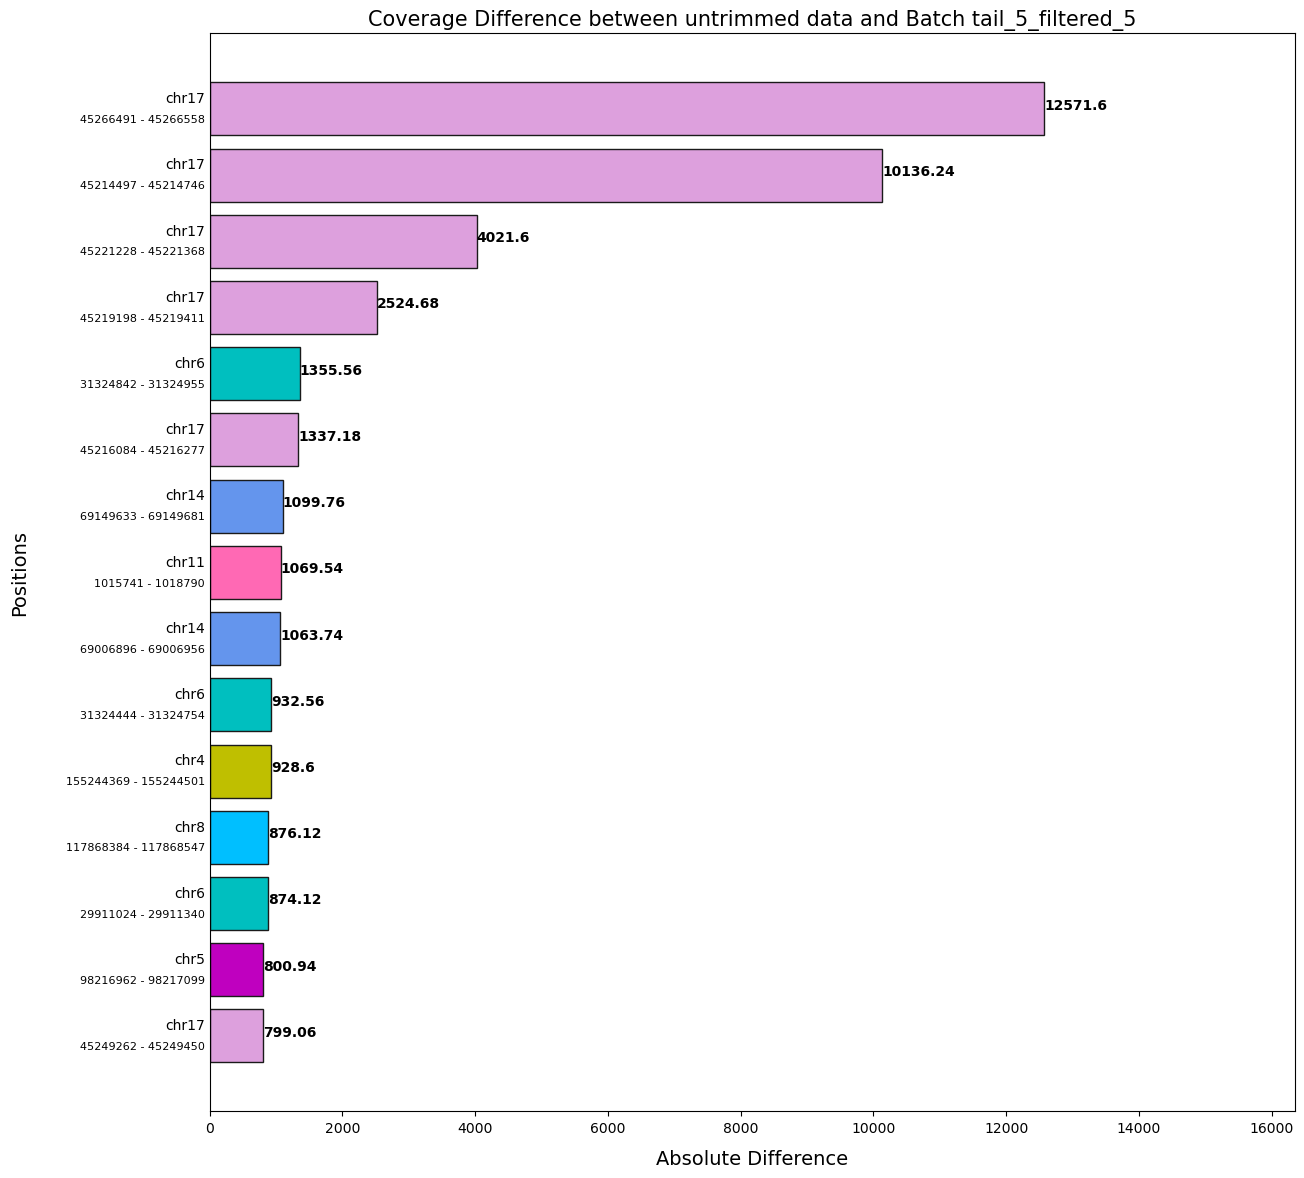 Coverage Difference between untrimmed data and Batch tail_5_filtered_5
chr17
45266491 - 45266558
12571.6
chr17
45214497 - 45214746
10136.24
chr17
45221228 - 45221368
4021.6
chr17
45219198 - 45219411
2524.68
chr6
31324842 - 31324955
1355.56
chr17
45216084 - 45216277
1337.18
chr14
69149633 - 69149681
1099.76
chr11
1015741 - 1018790
1069.54
chr14
69006896 - 69006956
1063.74
chr6
31324444 - 31324754
932.56
chr4
155244369 - 155244501
928.6
chr8
117868384 - 117868547
876.12
chr6
29911024 - 29911340
874.12
chr5
98216962 - 98217099
800.94
chr17
45249262 - 45249450
799.06
Positions
0 2000 4000 6000 8000 10000 12000 14000 16000
Absolute Difference